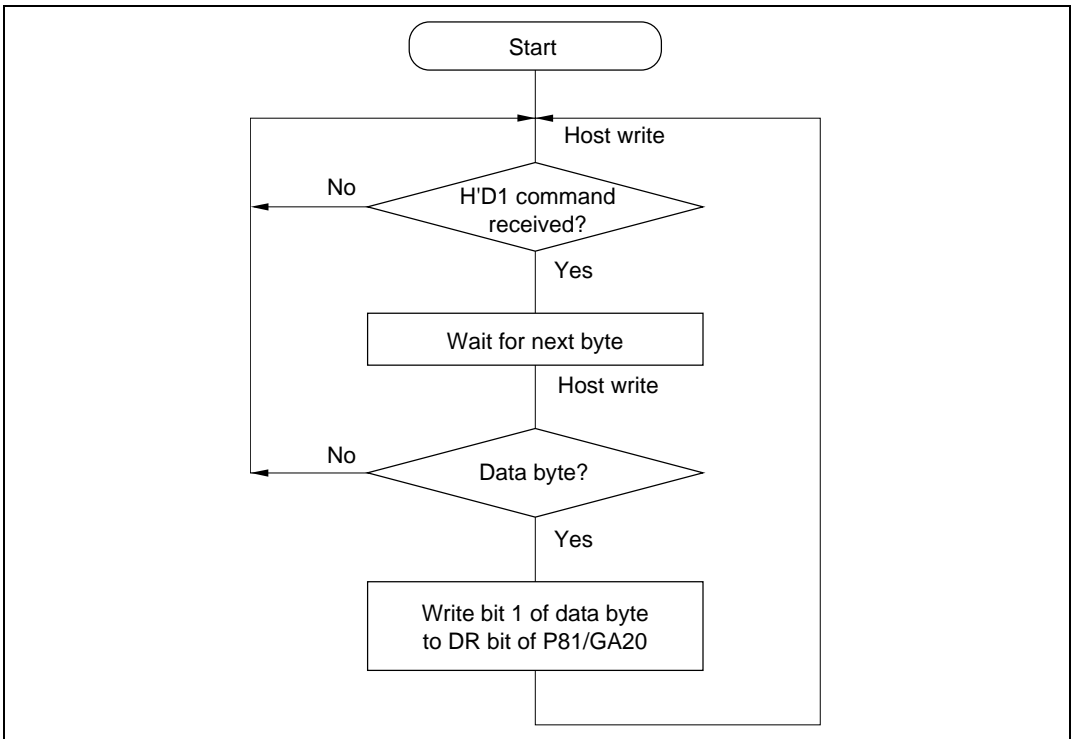 Start
Host write
No
H'D1 command
received?
Yes
Wait for next byte
Host write
No
Data byte?
Yes
Write bit 1 of data byte
to DR bit of P81/GA20